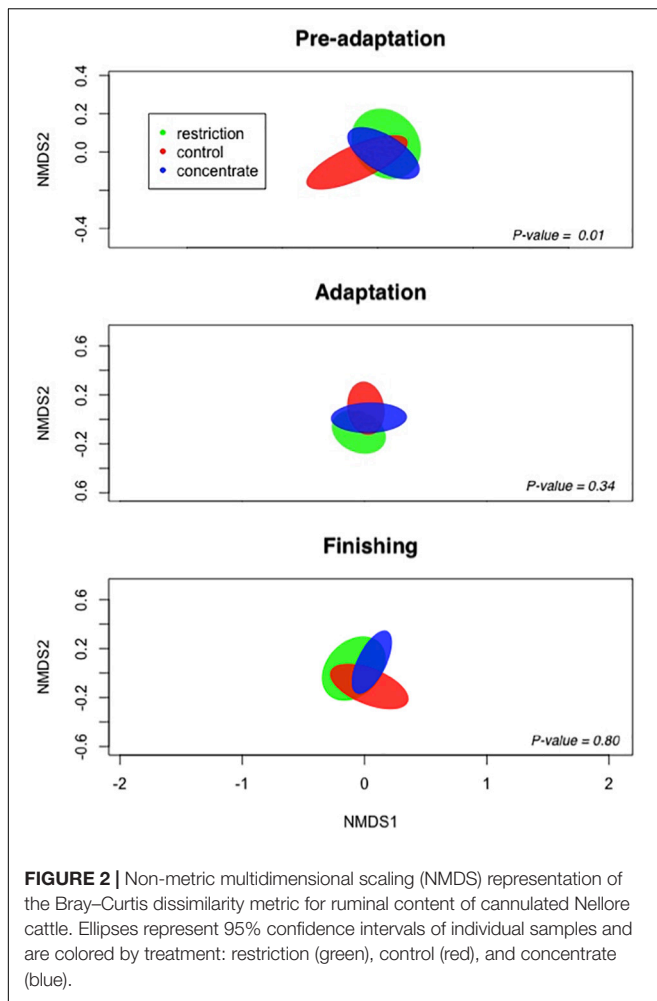 Pre-adaptation
0.4
0.2
0.0
-0.4
NMDS2
restriction
control
concentrate
P-value = 0.01
Adaptation
0.6
0.2
-0.2
0.6
NMDS2
P-value = 0.34
Finishing
0.6
0.2
-0.2
-0.6
NMDS2
P-value = 0.80
-2 -1 0 1 2
NMDS1
FIGURE 2 | Non-metric multidimensional scaling (NMDS) representation of
the Bray–Curtis dissimilarity metric for ruminal content of cannulated Nellore
cattle. Ellipses represent 95% confidence intervals of individual samples and
are colored by treatment: restriction (green), control (red), and concentrate
(blue).